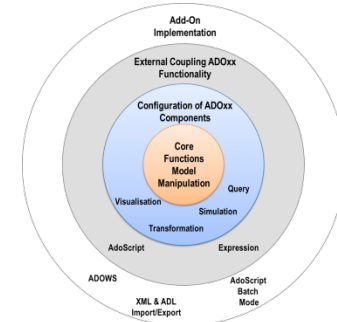 Add-On
Implementation
External Coupling ADOxx
Functionality
Configuration of ADOxx
Components
Core
Functions
Model
Manipulation
Query
Visualisation
Simulation
Transformation
AdoScript
Expression
ADOWS
AdoScript
Batch
Mode
XML & ADL
Import/Export